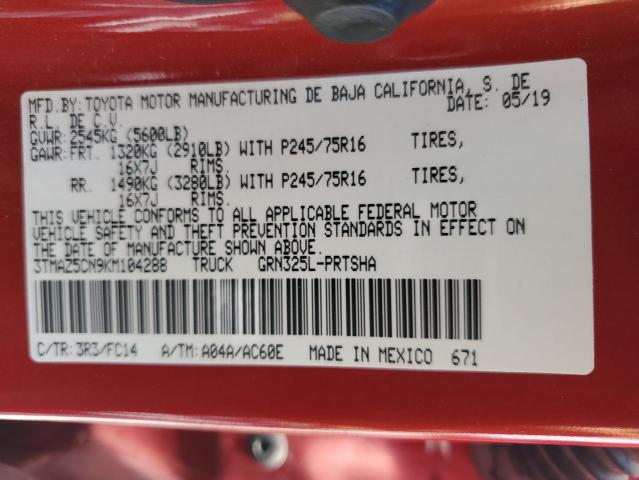 MFD.BY: TOYOTA MOTOR MANUFACTURING DE BAJA CALIFORNIA, S. DE
R.L. DE C.V. DATE: 05/19
GVWR: 2545KG (5600LB)
GAWR: FRT. 1320KG (2910LB) WITH P245/75R16 TIRES,
16X7J RIMS.
RR. 1490KG (3280LB) WITH P245/75R16 TIRES,
16X7J RIMS.
THIS VEHICLE CONFORMS TO ALL APPLICABLE FEDERAL MOTOR
VEHICLE SAFETY AND THEFT PREVENTION STANDARDS IN EFFECT ON
THE DATE OF MANUFACTURE SHOWN ABOVE.
3TMAZ5CN9KM104288 TRUCK GRN325L-PRTSHA
C/TR: 3R3/FC14 A/TM: A04A/AC60E MADE IN MEXICO 671